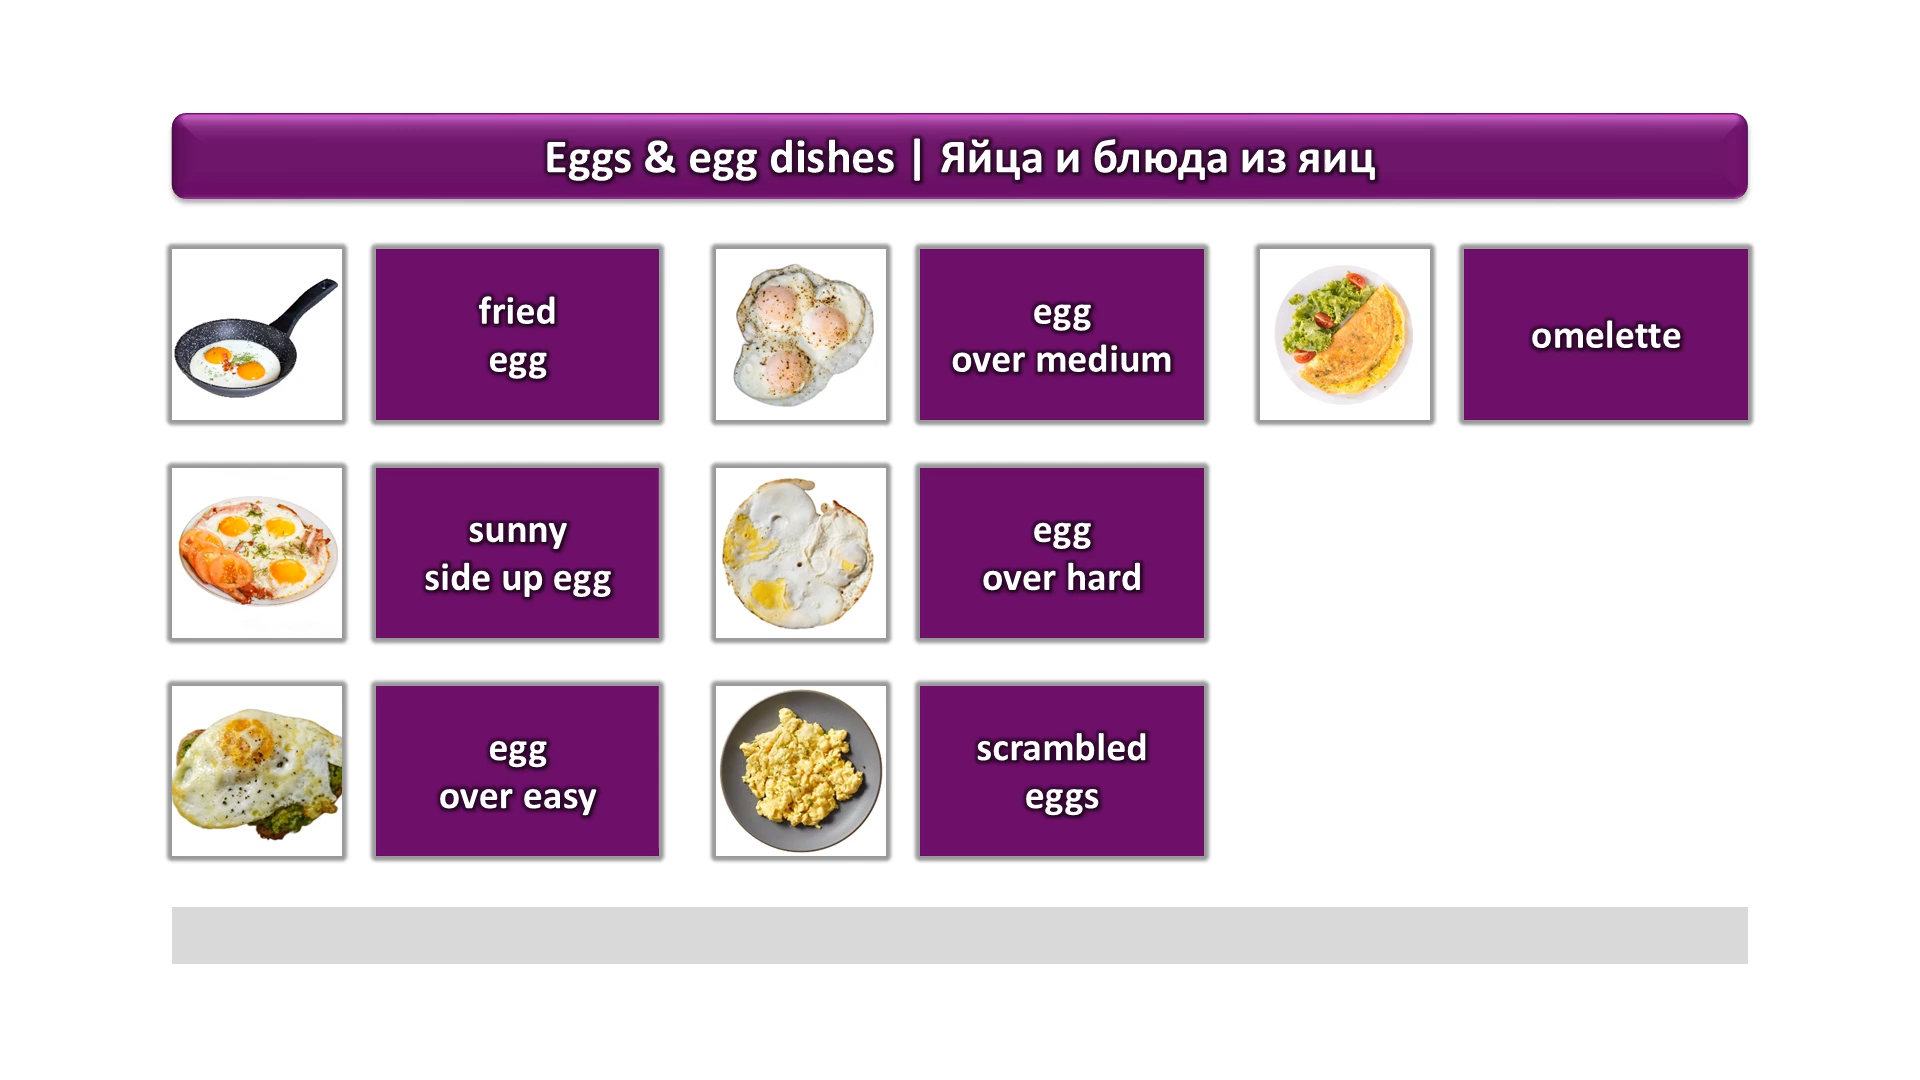 Eggs & egg dishes | Яйца и блюда из яиц
fried
egg
egg
over medium
omelette
sunny
side up egg
egg
over hard
egg
over easy
scrambled
eggs